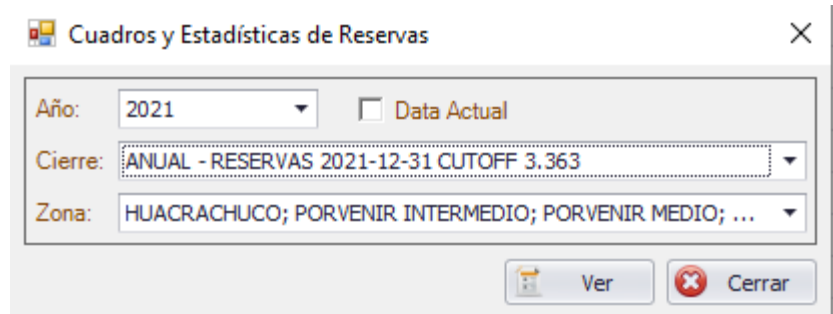 Cuadros y Estadísticas de Reservas
Año: 2021 Data Actual
Cierre: ANUAL - RESERVAS 2021-12-31 CUTOFF 3.363
Zona: HUACRACHUCO; PORVENIR INTERMEDIO; PORVENIR MEDIO; ...
Ver Cerrar